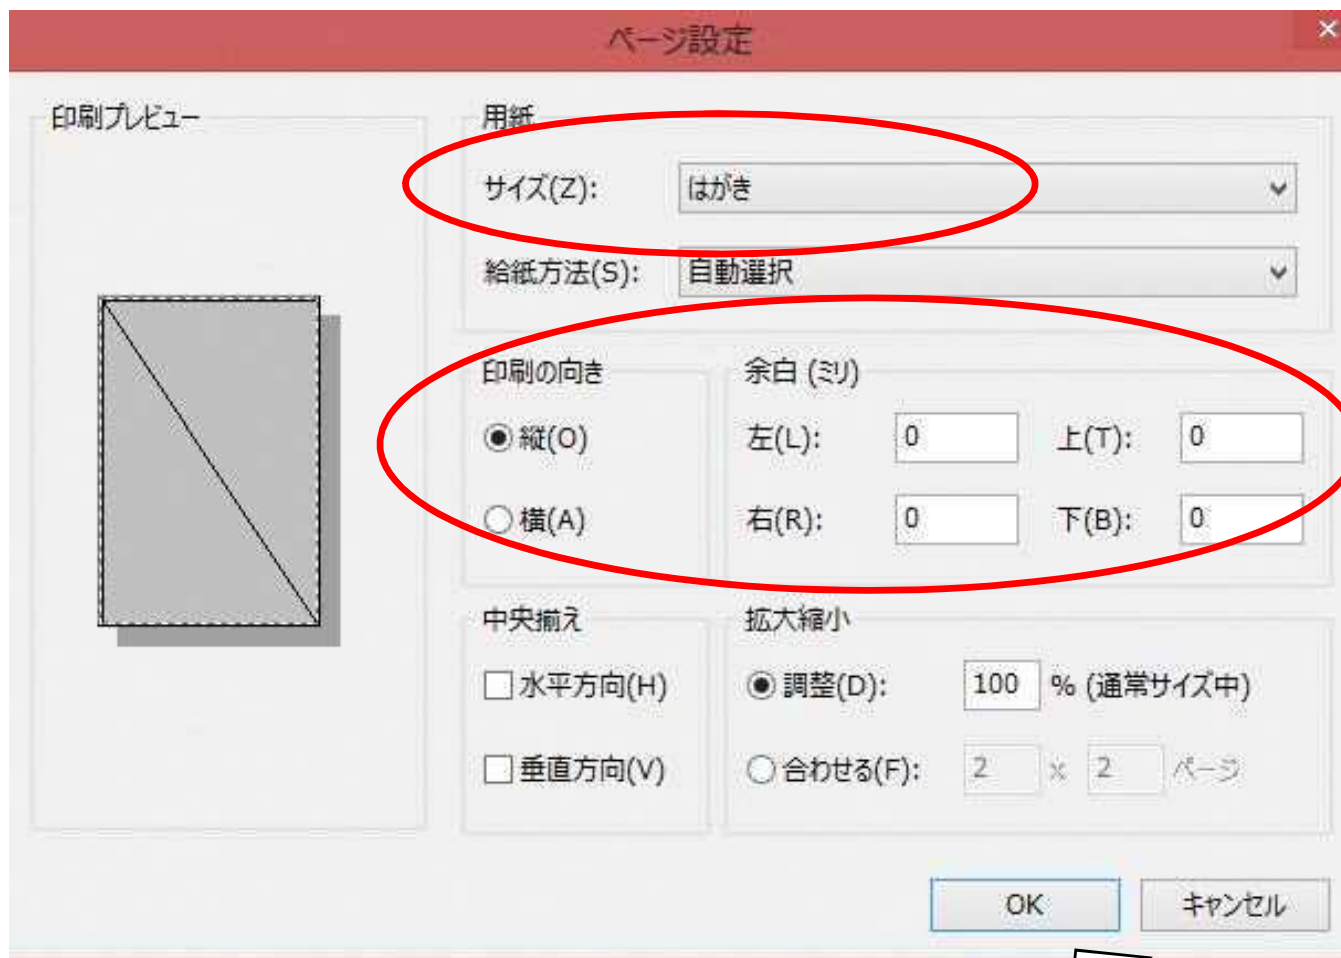 ページ設定
×
印刷プレビュー
用紙
サイズ(Z): はがき
給紙方法(S): 自動選択
印刷の向き
縦(O)
横(A)
余白 (ミリ)
左(L): 0 上(T): 0
右(R): 0 下(B): 0
中央揃え
水平方向(H)
垂直方向(V)
拡大縮小
調整(D): 100 % (通常サイズ中)
合わせる(F): 2 x 2 ページ
OK キャンセル